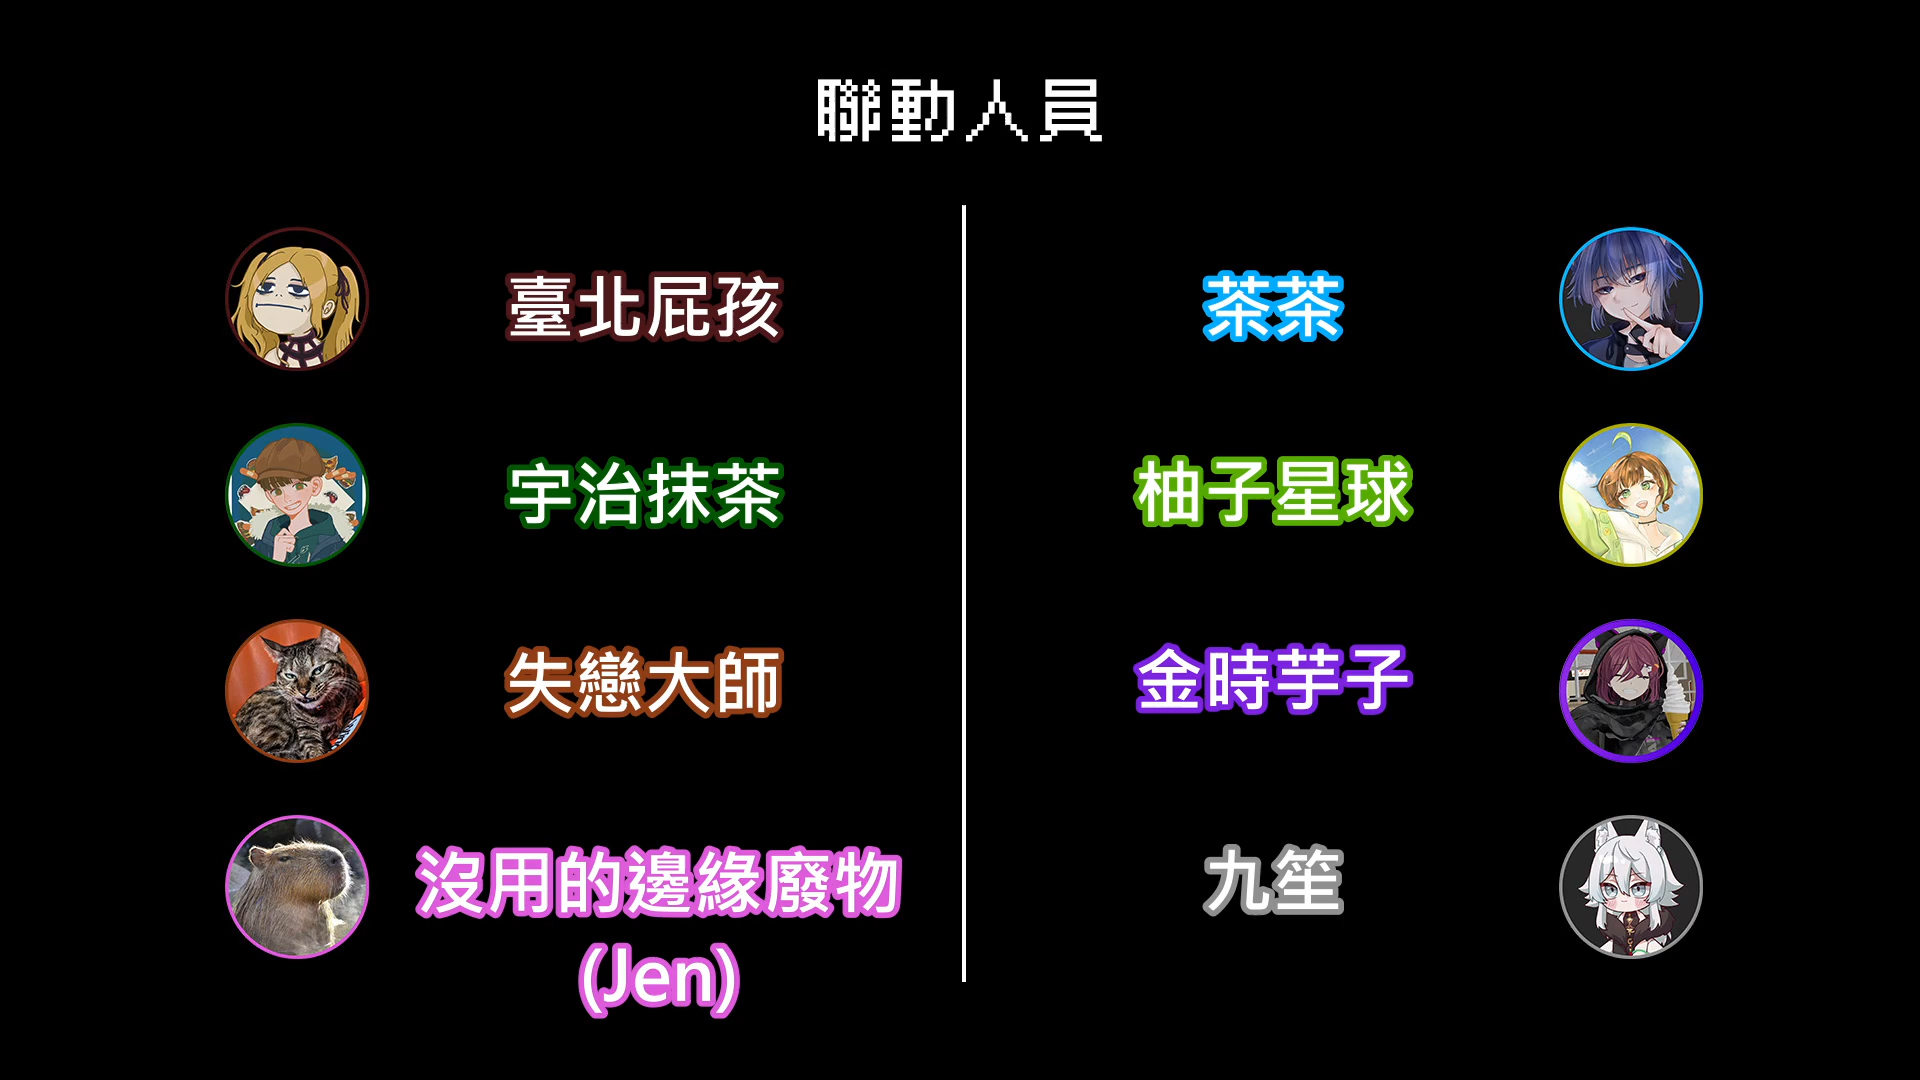 聯動人員
臺北屁孩
宇治抹茶
失戀大師
沒用的邊緣廢物
(Jen)
茶茶
柚子星球
金時芋子
九笙